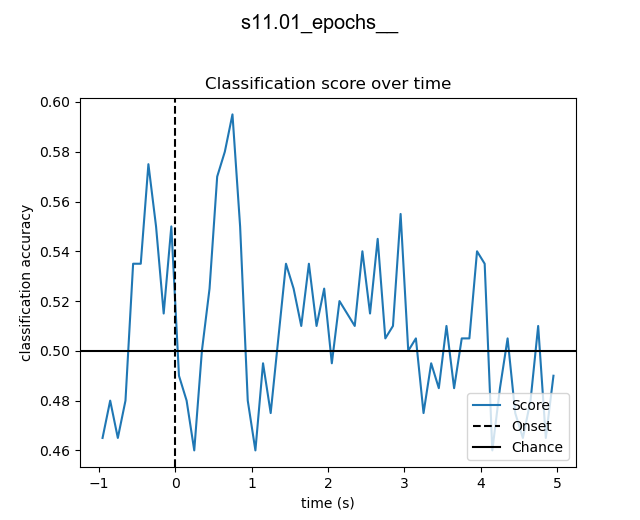 s11.01_epochs__
Classification score over time
classification accuracy
0.60
0.58
0.56
0.54
0.52
0.50
0.48
0.46
−1
0
1
2
3
4
5
time (s)
Score
Onset
Chance